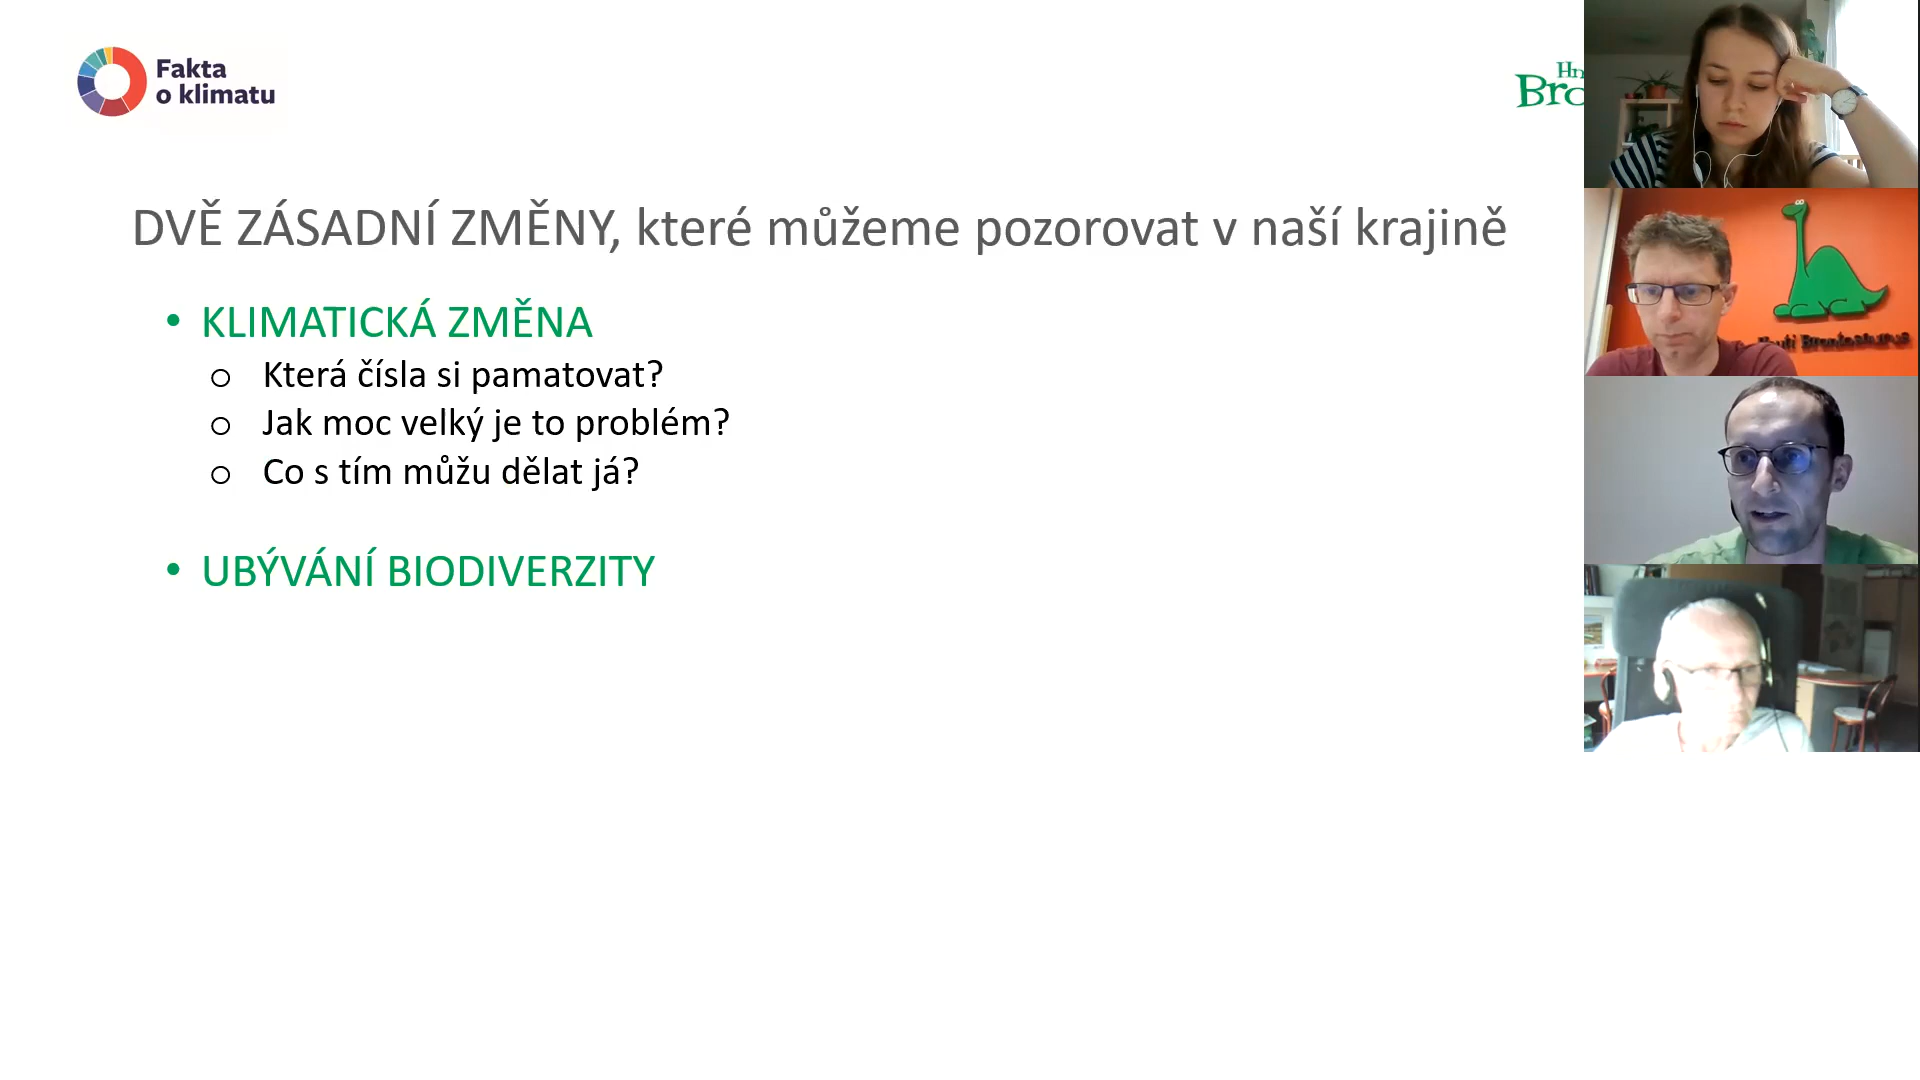 Fakta
o klimatu
DVĚ ZÁSADNÍ ZMĚNY, které můžeme pozorovat v naší krajině
• KLIMATICKÁ ZMĚNA
o Která čísla si pamatovat?
o Jak moc velký je to problém?
o Co s tím můžu dělat já?
• UBÝVÁNÍ BIODIVERZITY